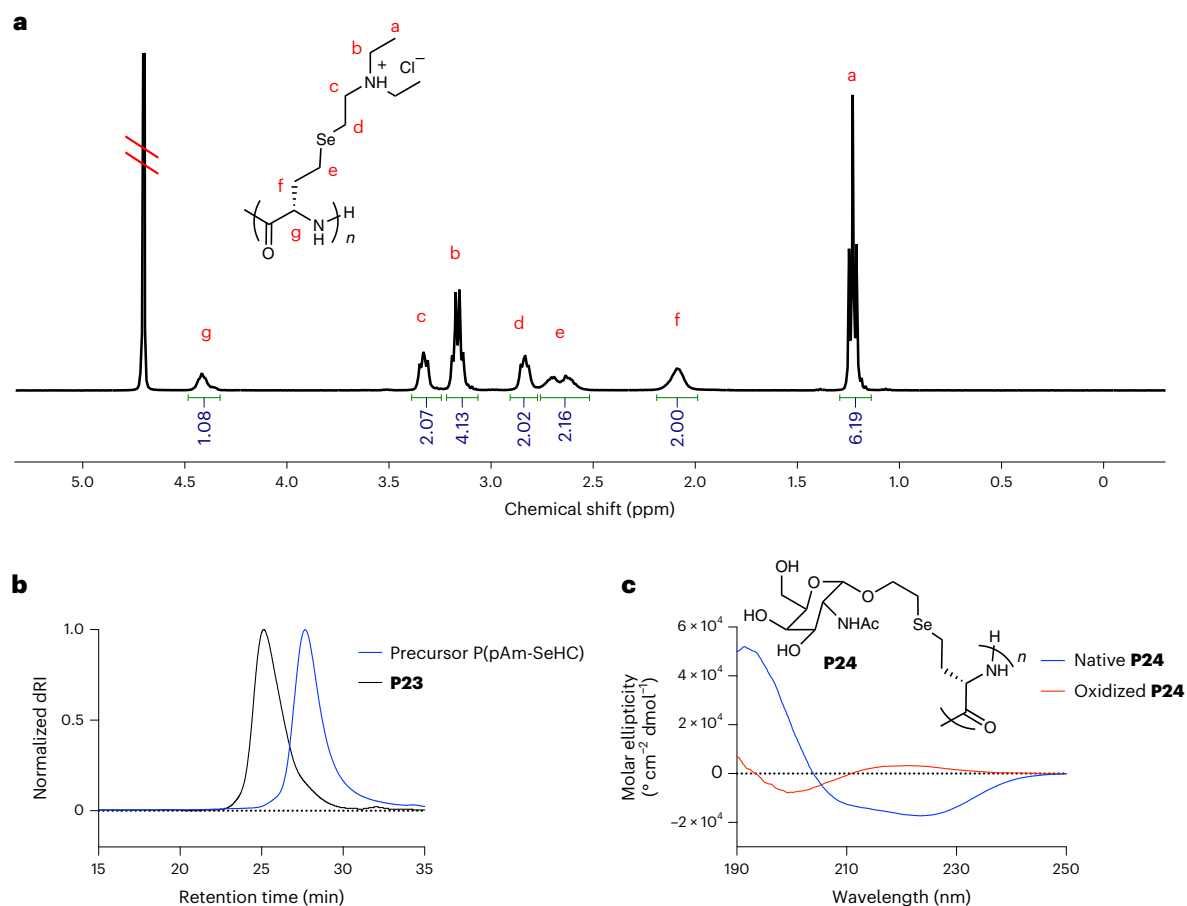 a
a
b
+
Cl−
NH
c
d
Se
e
f
H
N
H
n
g
O
a
b
c
d
e
f
g
1.08
2.07
4.13
2.02
2.16
2.00
6.19
5.0 4.5 4.0 3.5 3.0 2.5 2.0 1.5 1.0 0.5 0
Chemical shift (ppm)
b
1.0
0.5
0
Normalized dRI
Precursor P(pAm-SeHC)
P23
15 20 25 30 35
Retention time (min)
c
OH
O
O
HO
NHAc
HO
Se
P24
H
NH
n
O
6 × 10⁴
4 × 10⁴
2 × 10⁴
0
−2 × 10⁴
Molar ellipticity
(° cm⁻² dmol⁻¹)
Native P24
Oxidized P24
190 210 230 250
Wavelength (nm)